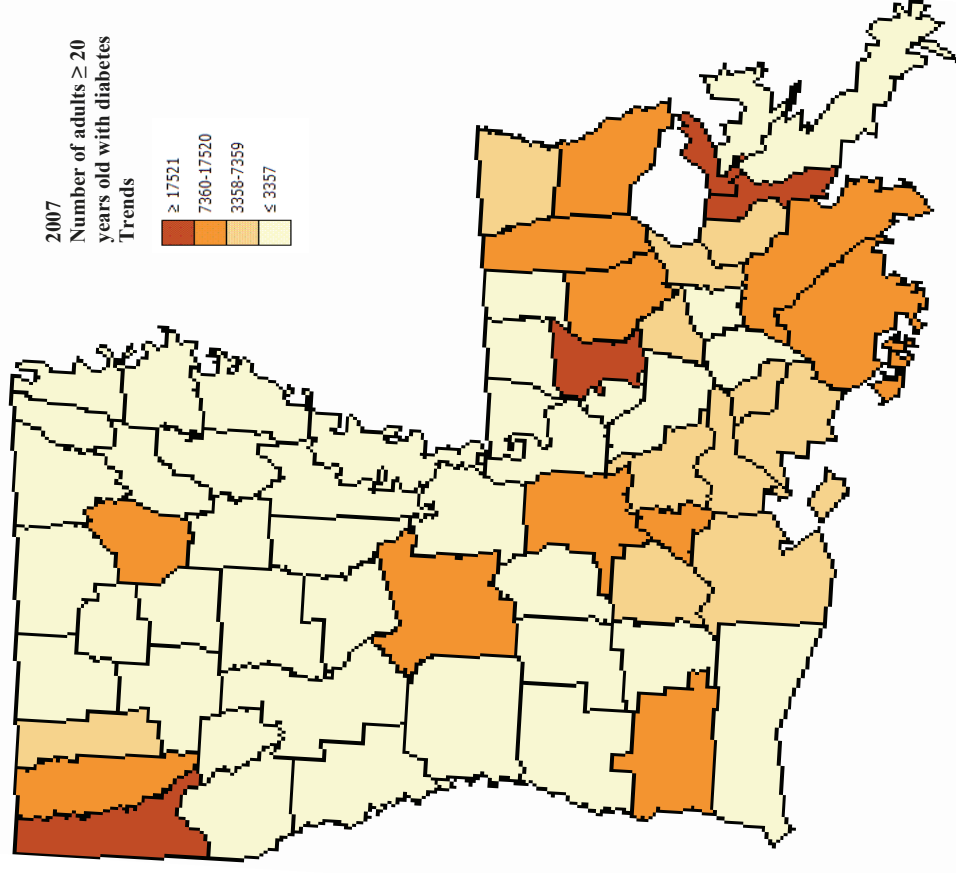 2007
Number of adults ≥ 20
years old with diabetes
Trends
≥ 17521
7360-17520
3358-7359
≤ 3357